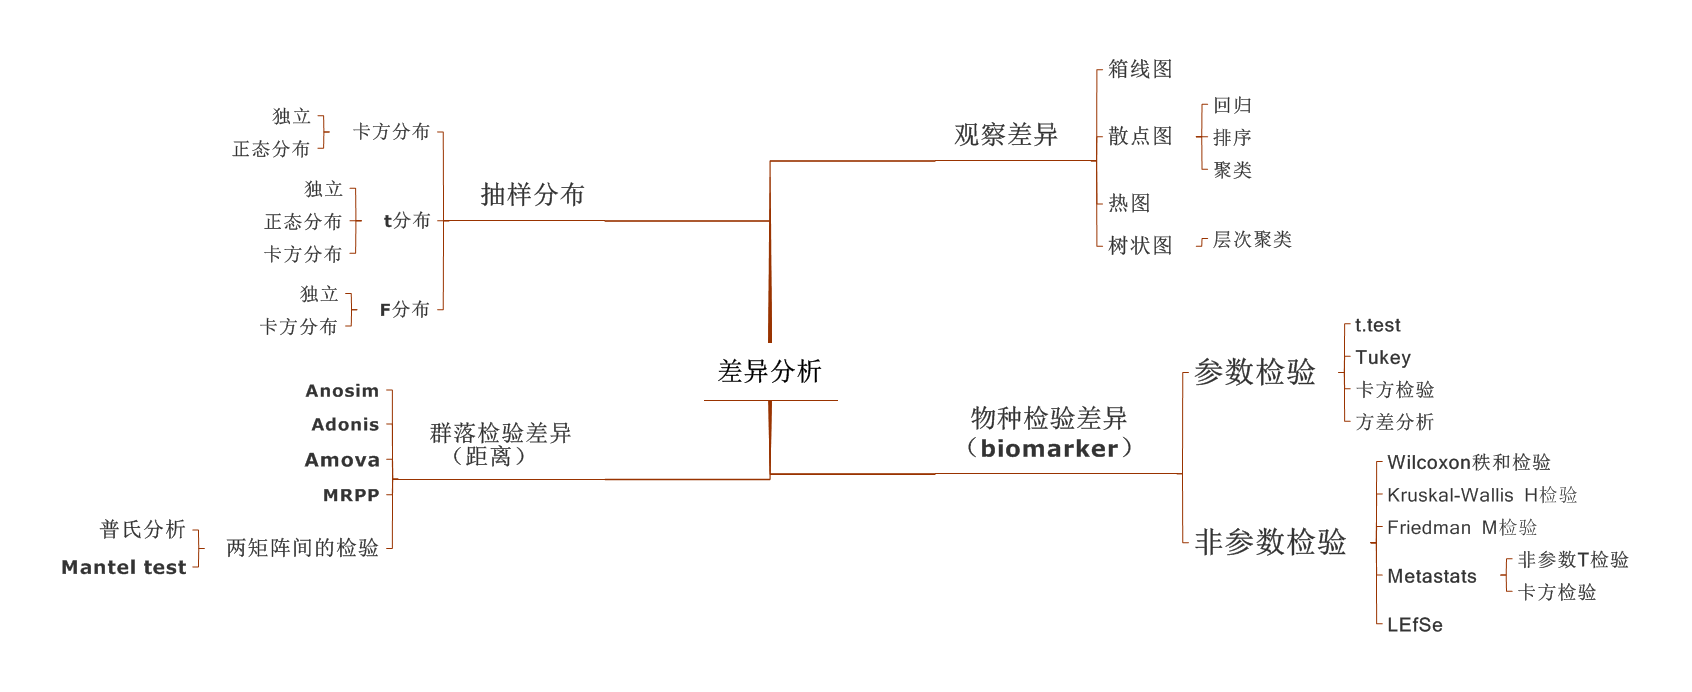 差异分析
观察差异
箱线图
散点图
回归
排序
聚类
热图
树状图
层次聚类
物种检验差异
（biomarker）
参数检验
t.test
Tukey
卡方检验
方差分析
非参数检验
Wilcoxon秩和检验
Kruskal-Wallis H检验
Friedman M检验
Metastats
非参数T检验
卡方检验
LEfSe
抽样分布
卡方分布
独立
正态分布
t分布
独立
正态分布
卡方分布
F分布
独立
卡方分布
群落检验差异
（距离）
Anosim
Adonis
Amova
MRPP
两矩阵间的检验
普氏分析
Mantel test